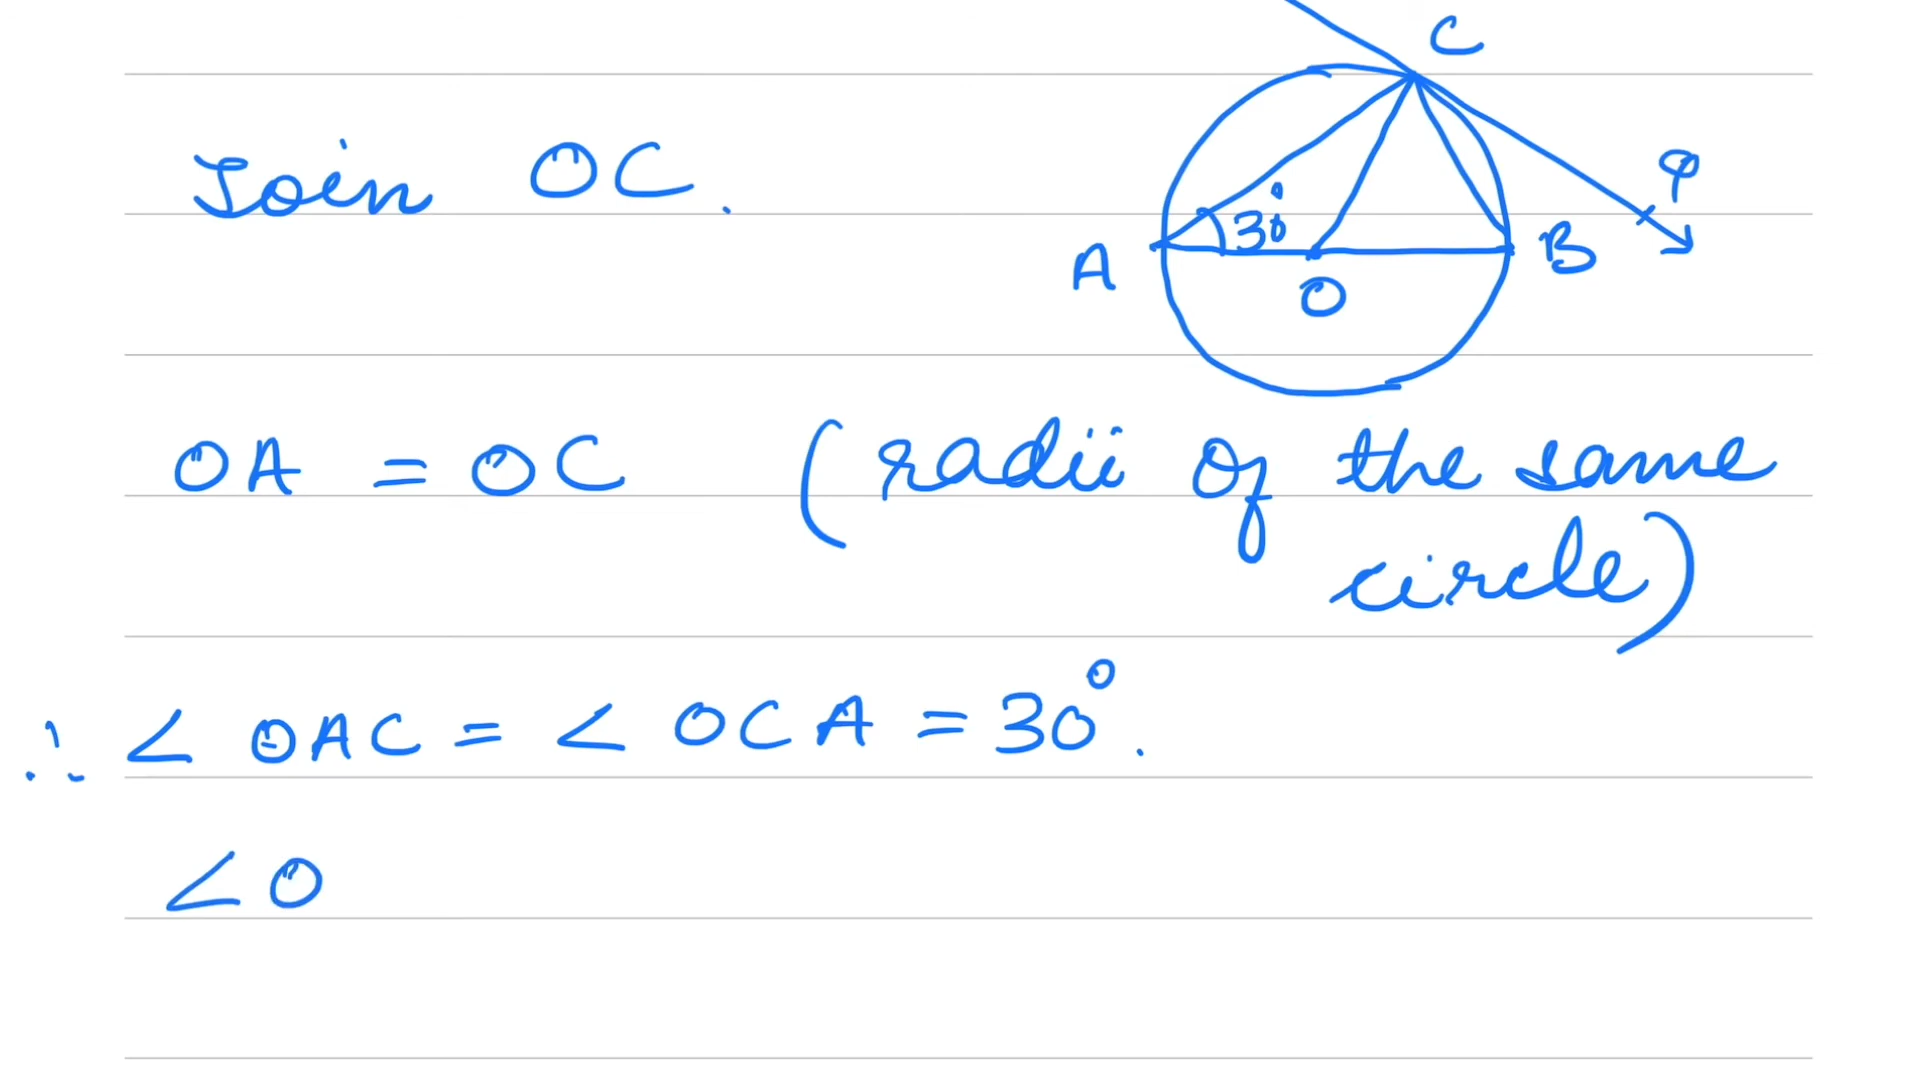 C
Join OC.
30°
P
A
B
O
OA = OC (radii of the same
circle)
∴ ∠ OAC = ∠ OCA = 30°.
∠O